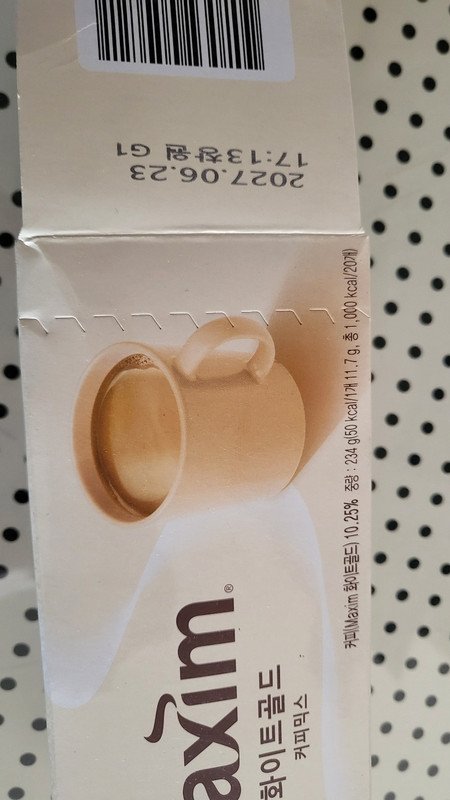 2027.06.23
17:13창원 G1
axim®
화이트골드
커피믹스
커피(Maxim 화이트골드) 10.25% 중량 : 234 g(50 kcal/1개 11.7 g, 총 1,000 kcal/20개)